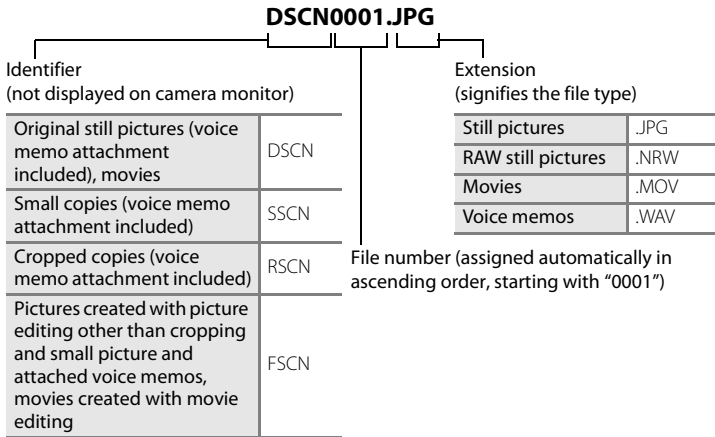 DSCN0001.JPG
Identifier
(not displayed on camera monitor)
Original still pictures (voice
memo attachment
included), movies
DSCN
Small copies (voice memo
attachment included)
SSCN
Cropped copies (voice
memo attachment included)
RSCN
Pictures created with picture
editing other than cropping
and small picture and
attached voice memos,
movies created with movie
editing
FSCN
Extension
(signifies the file type)
Still pictures .JPG
RAW still pictures .NRW
Movies .MOV
Voice memos .WAV
File number (assigned automatically in
ascending order, starting with “0001”)